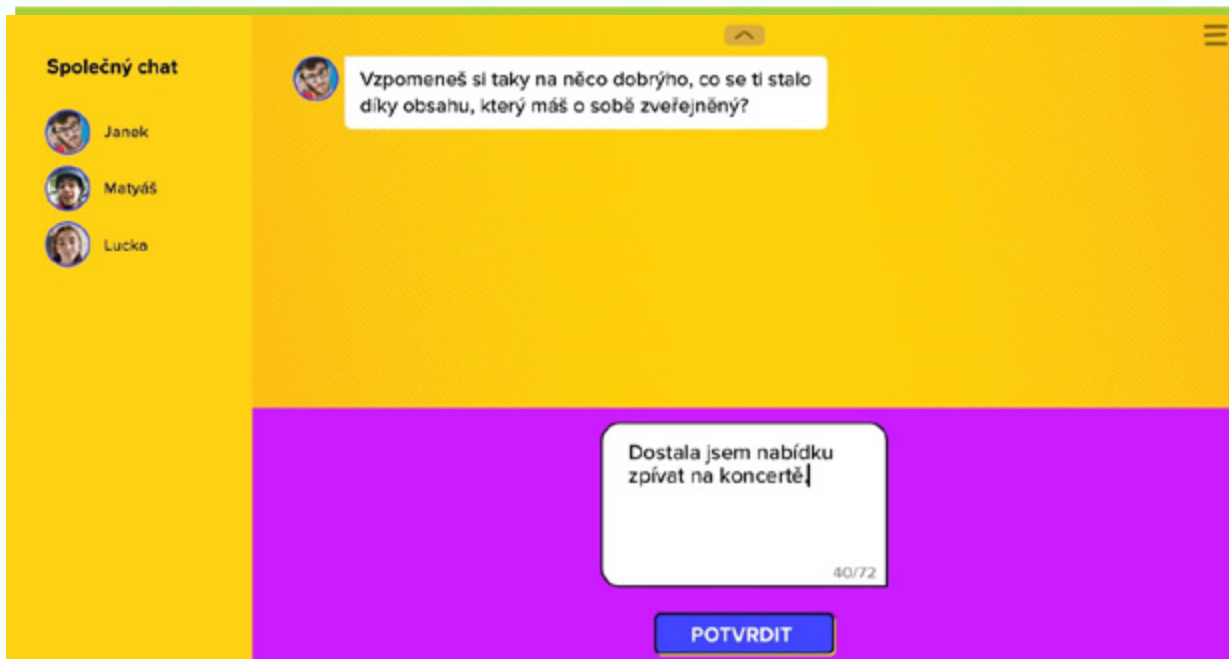 Společný chat
Janek
Matyáš
Lucka
Vzpomeneš si taky na něco dobrýho, co se ti stalo
díky obsahu, který máš o sobě zveřejněný?
Dostala jsem nabídku
zpívat na koncertě.
40/72
POTVRDIT